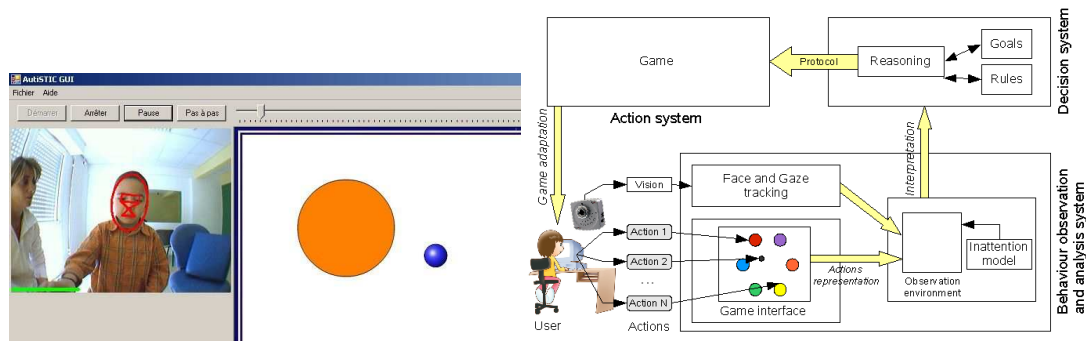 AutiSTIC GUI
Fichier Aide
Démarrer Arrêter Pause Pas à pas
Game
Action system
Protocol
Reasoning
Goals
Rules
Decision system
Game adaptation
Interpretation
Vision
Face and Gaze
tracking
Action 1
Action 2
...
Action N
User
Actions
Game interface
Actions
representation
Observation
environment
Inattention
model
Behaviour observation
and analysis system